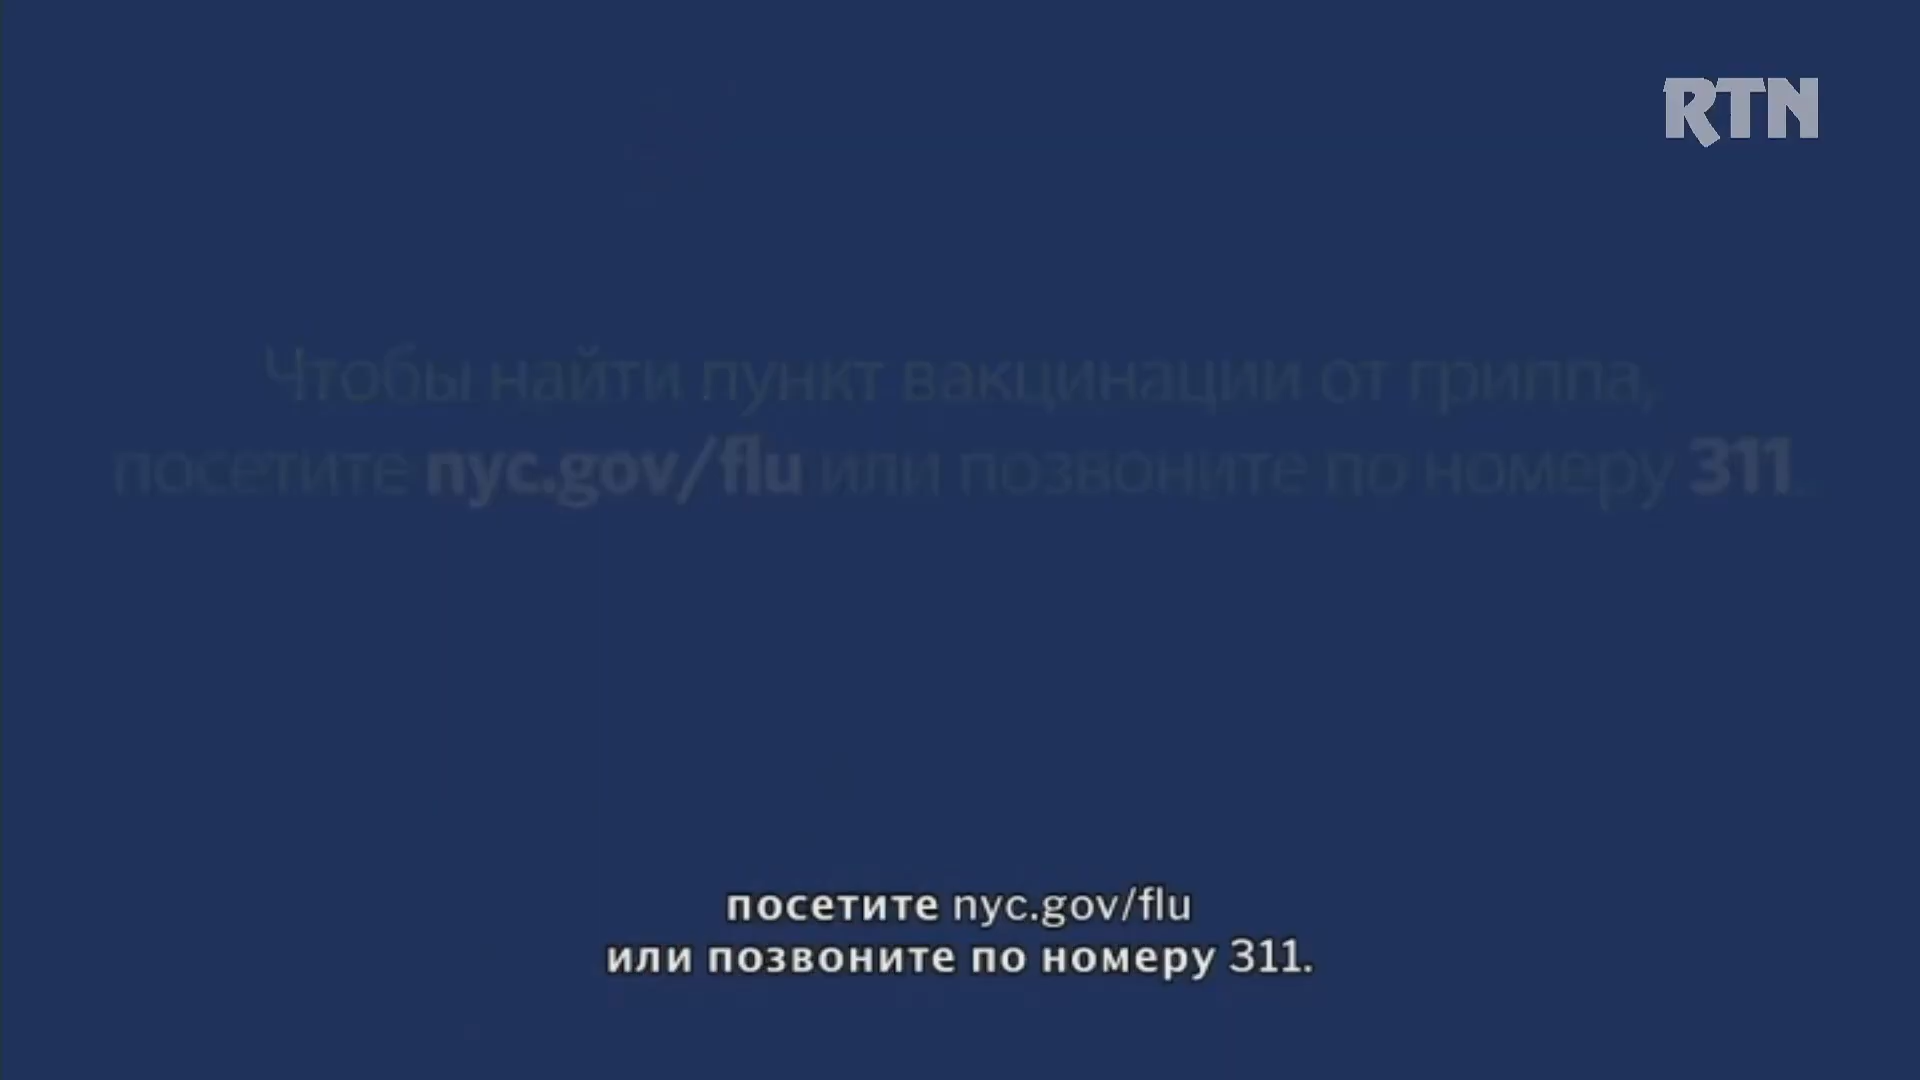 RTN
Чтобы найти пункт вакцинации от гриппа,
посетите nyc.gov/flu или позвоните по номеру 311.
посетите nyc.gov/flu
или позвоните по номеру 311.